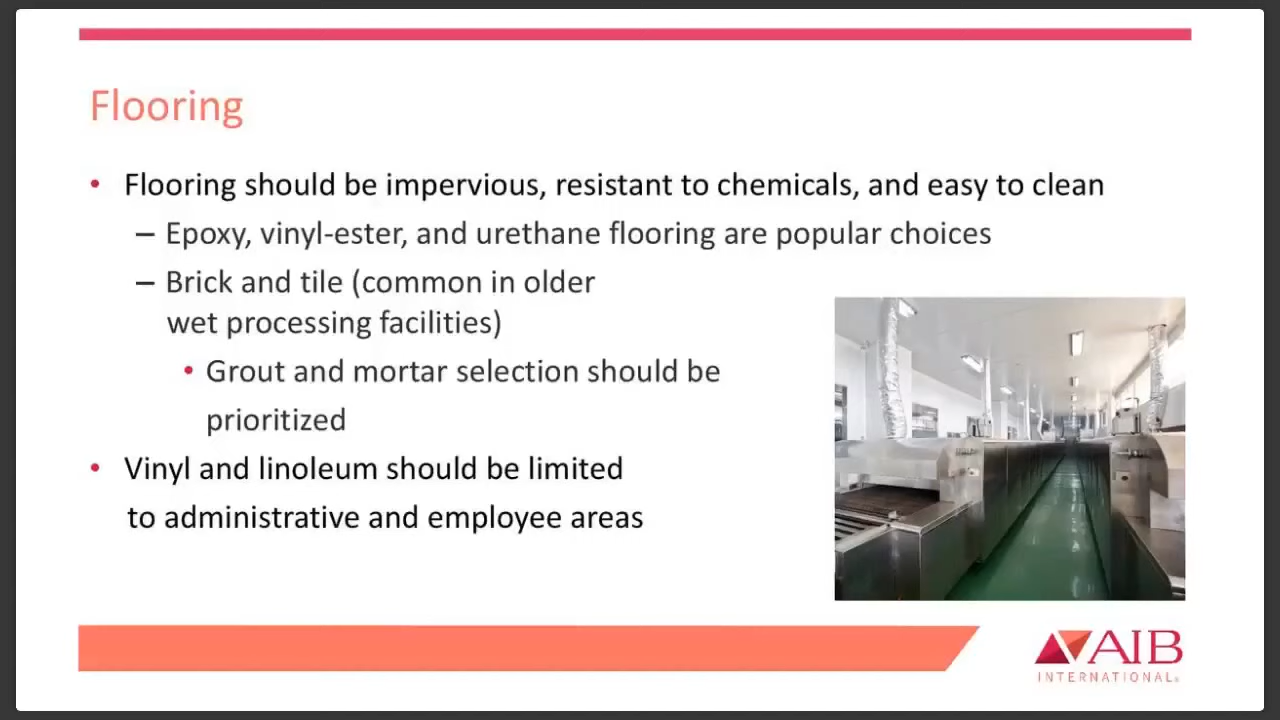 Flooring
• Flooring should be impervious, resistant to chemicals, and easy to clean
– Epoxy, vinyl-ester, and urethane flooring are popular choices
– Brick and tile (common in older
wet processing facilities)
• Grout and mortar selection should be
prioritized
• Vinyl and linoleum should be limited
to administrative and employee areas
AIB
INTERNATIONAL®